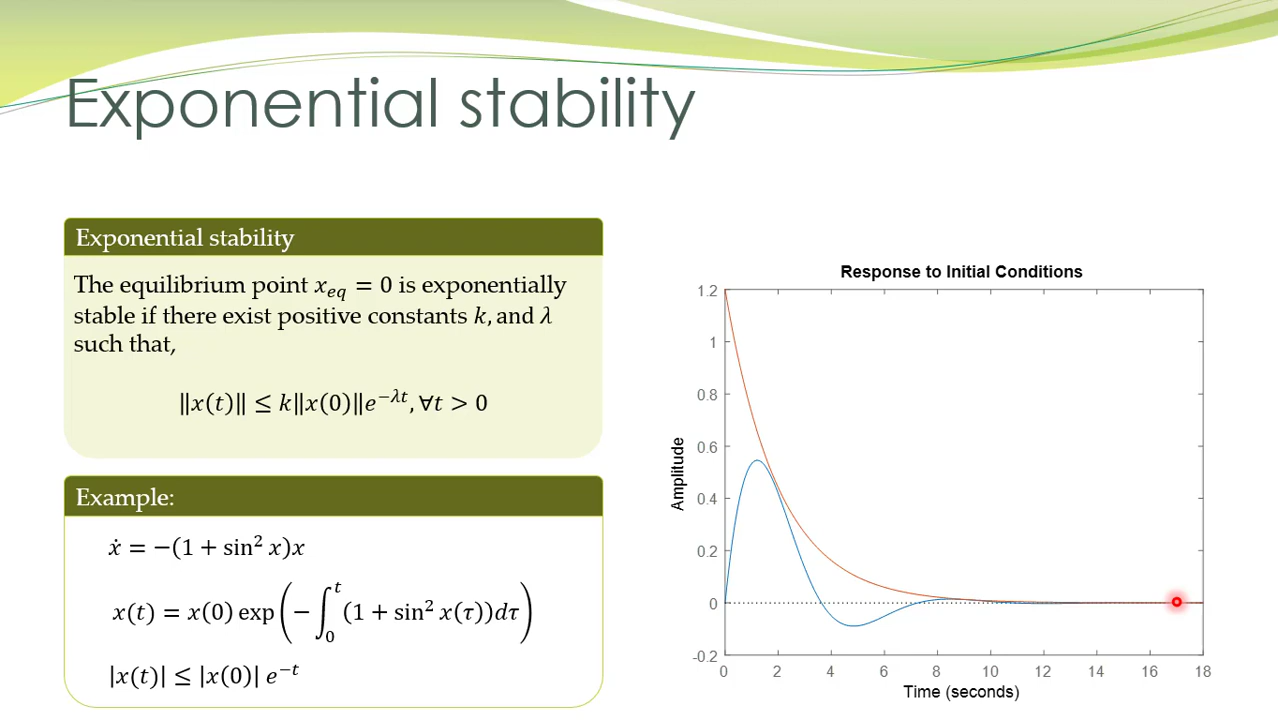 Exponential stability
Exponential stability
The equilibrium point x_{eq} = 0 is exponentially
stable if there exist positive constants k, and λ
such that,
‖x(t)‖ ≤ k‖x(0)‖e^{−λt}, ∀t > 0
Example:
ẋ = −(1 + sin² x)x
x(t) = x(0) exp(−∫₀ᵗ (1 + sin² x(τ))dτ)
|x(t)| ≤ |x(0)| e^{−t}
Response to Initial Conditions
Amplitude
1.2
1
0.8
0.6
0.4
0.2
0
-0.2
0 2 4 6 8 10 12 14 16 18
Time (seconds)